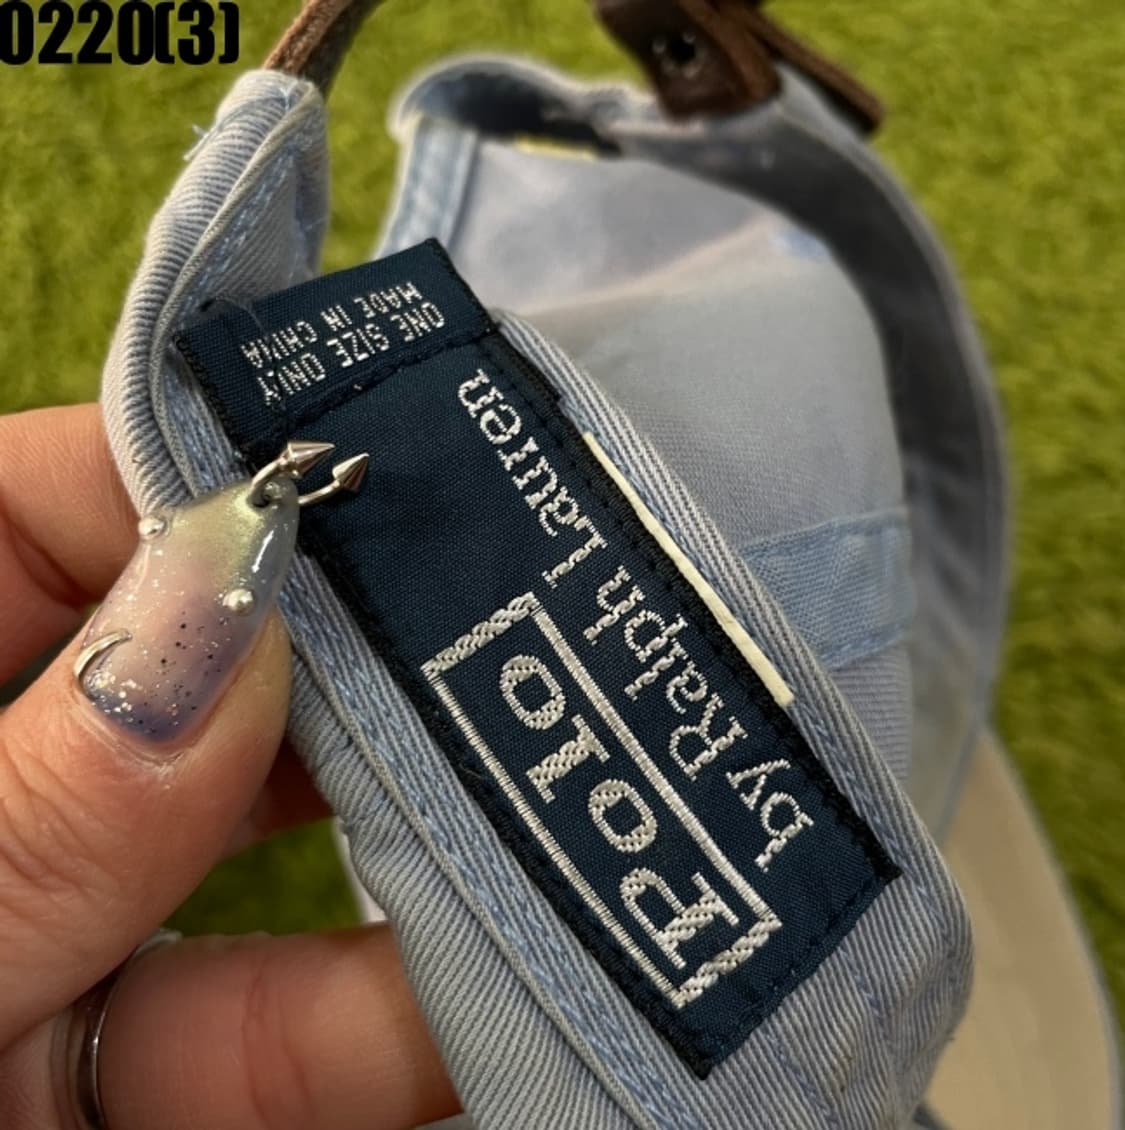 0220(3)
Polo
by Ralph Lauren
ONE SIZE ONLY
MADE IN CHINA